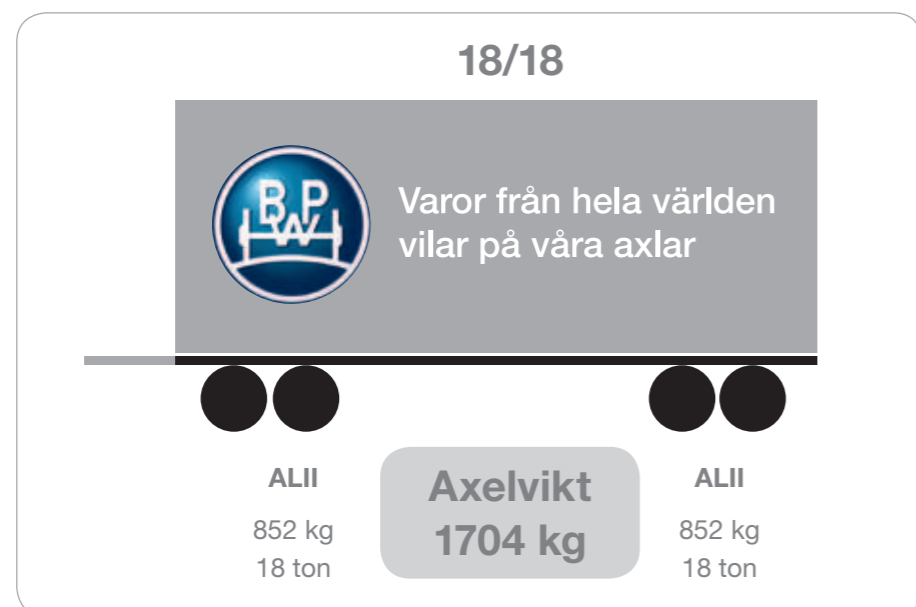 18/18
BPW
Varor från hela världen
vilar på våra axlar
ALII
852 kg
18 ton
Axelvikt
1704 kg
ALII
852 kg
18 ton